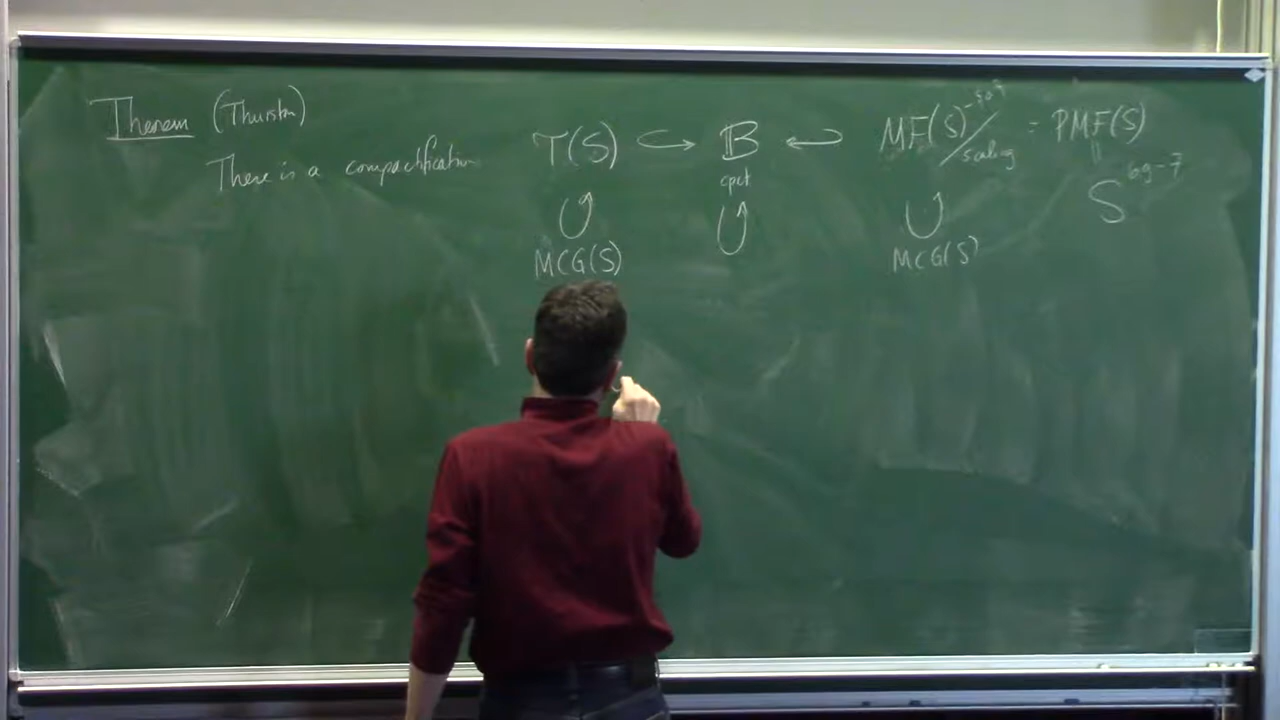 Theorem (Thurston)
There is a compactification
T(S) ↪ B ↩ MF(S)-{0}/scaling = PMF(S)
cpct
=
S^{6g-7}
MCG(S) MCG(S)